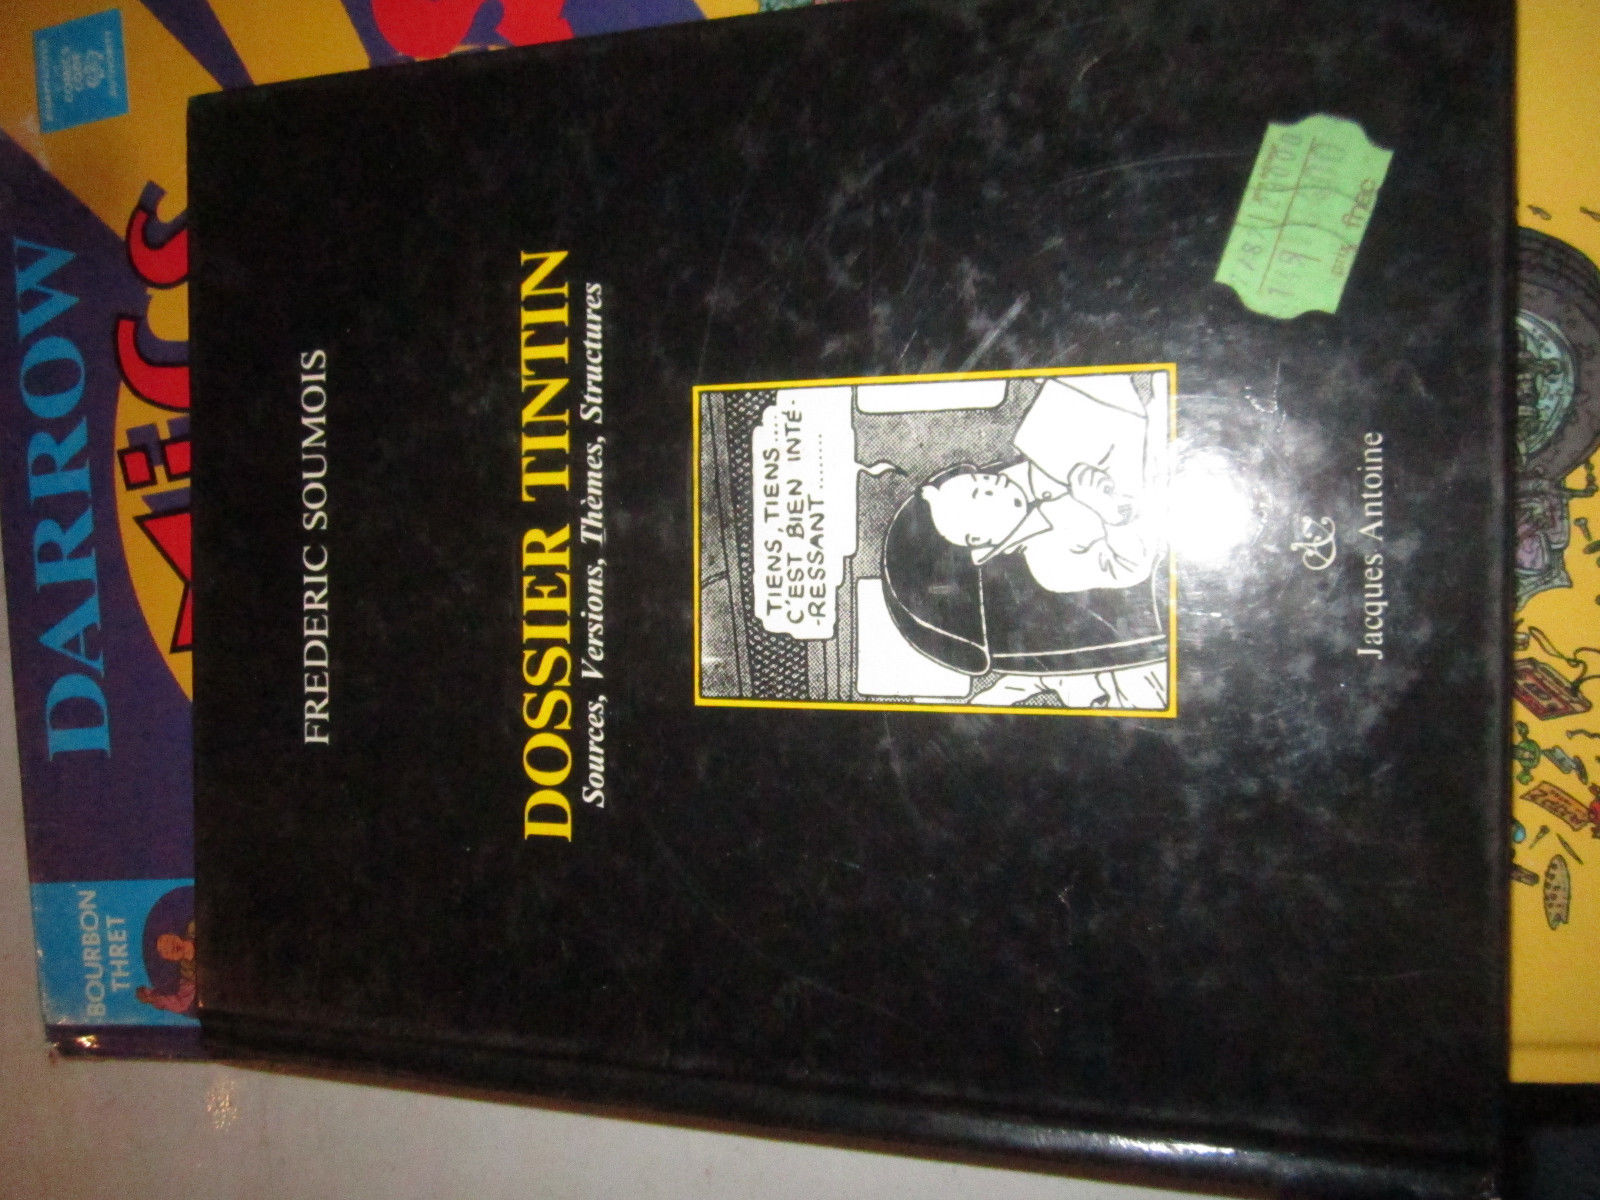 FREDERIC SOUMOIS
DOSSIER TINTIN
Sources, Versions, Thèmes, Structures
TIENS, TIENS....
C'EST BIEN INTÉ-
-RESSANT..........
Jacques Antoine
DARROW
BOURBON
THRET
COMICS